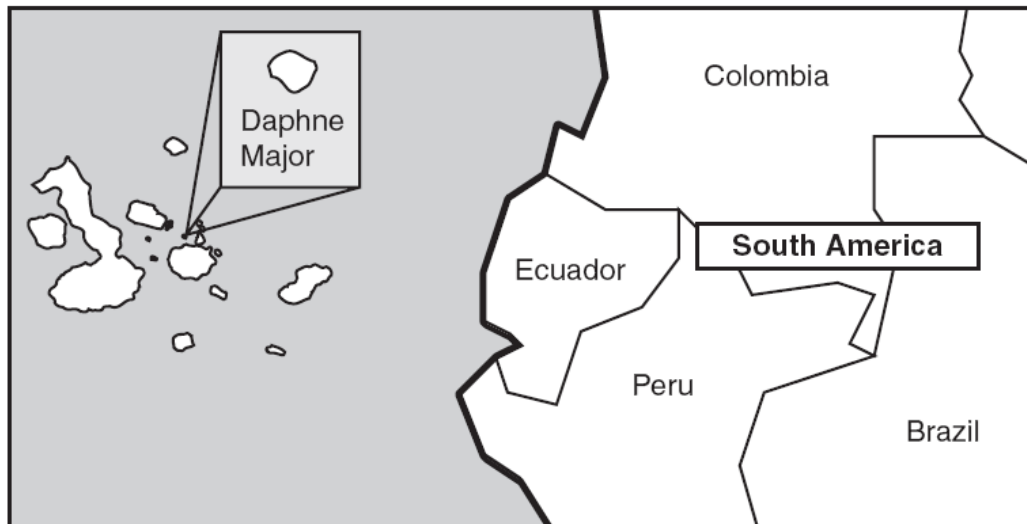 Colombia
Daphne
Major
South America
Ecuador
Peru
Brazil